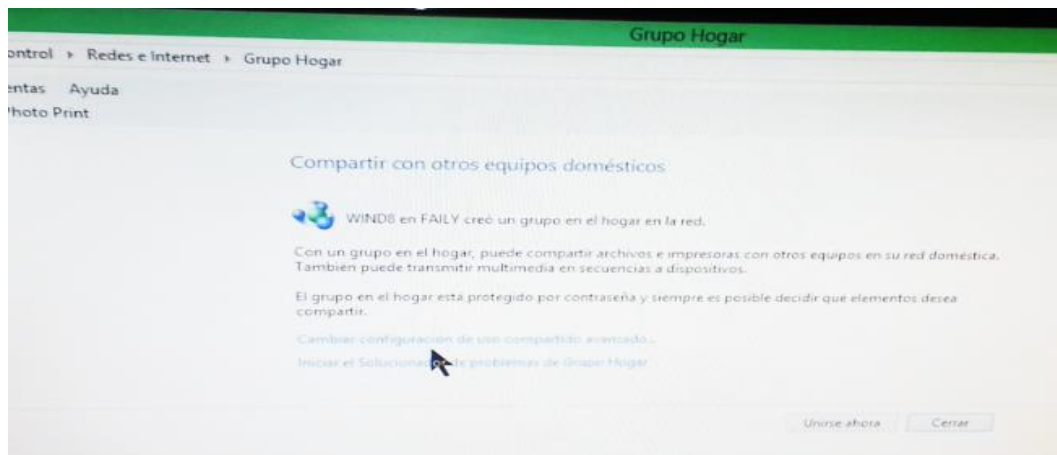 Grupo Hogar
ontrol ▸ Redes e Internet ▸ Grupo Hogar
entas Ayuda
Photo Print
Compartir con otros equipos domésticos
WIND8 en FAILY creó un grupo en el hogar en la red.
Con un grupo en el hogar, puede compartir archivos e impresoras con otros equipos en su red doméstica.
También puede transmitir multimedia en secuencias a dispositivos.
El grupo en el hogar está protegido por contraseña y siempre es posible decidir qué elementos desea
compartir.
Cambiar configuración de uso compartido avanzado...
Iniciar el Solucionador de problemas de Grupo Hogar
Unirse ahora
Cerrar